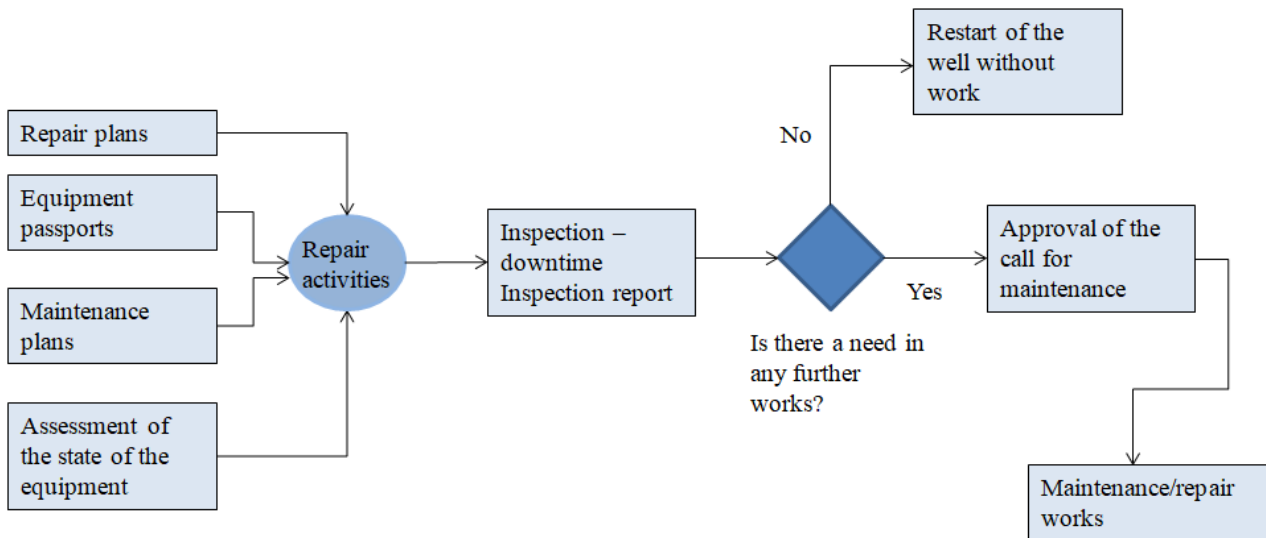 Restart of the
well without
work
No
Repair plans
Equipment
passports
Repair
activities
Maintenance
plans
Assessment of
the state of the
equipment
Inspection –
downtime
Inspection report
Is there a need in
any further
works?
Yes
Approval of the
call for
maintenance
Maintenance/repair
works